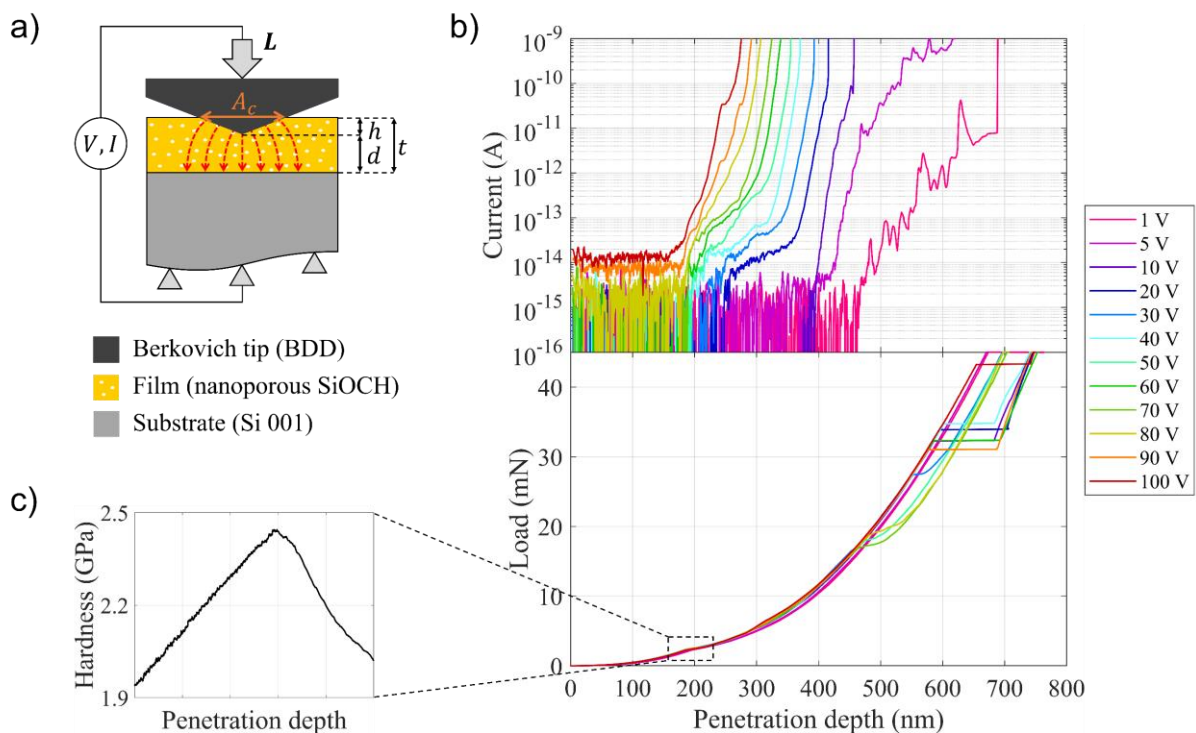 a)
L
A_c
h
d
t
V, I
Berkovich tip (BDD)
Film (nanoporous SiOCH)
Substrate (Si 001)
b)
10^-9
10^-10
10^-11
10^-12
10^-13
10^-14
10^-15
10^-16
Current (A)
40
30
20
10
0
Load (mN)
0 100 200 300 400 500 600 700 800
Penetration depth (nm)
1 V
5 V
10 V
20 V
30 V
40 V
50 V
60 V
70 V
80 V
90 V
100 V
c)
2.5
2.2
1.9
Hardness (GPa)
Penetration depth